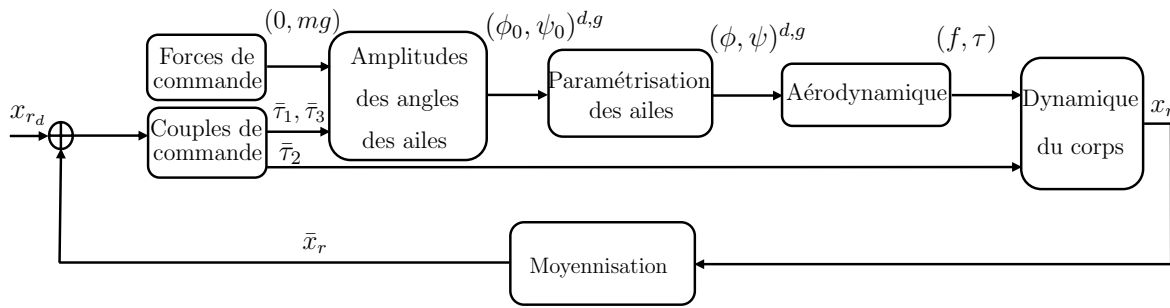 (0, mg)
(ϕ₀, ψ₀)^{d,g}
(ϕ, ψ)^{d,g}
(f, τ)
Forces de
commande
Amplitudes
des angles
des ailes
Paramétrisation
des ailes
Aérodynamique
Dynamique
du corps
x_{r_d}
Couples de
commande
τ̄₁, τ̄₃
τ̄₂
x_r
x̄_r
Moyennisation